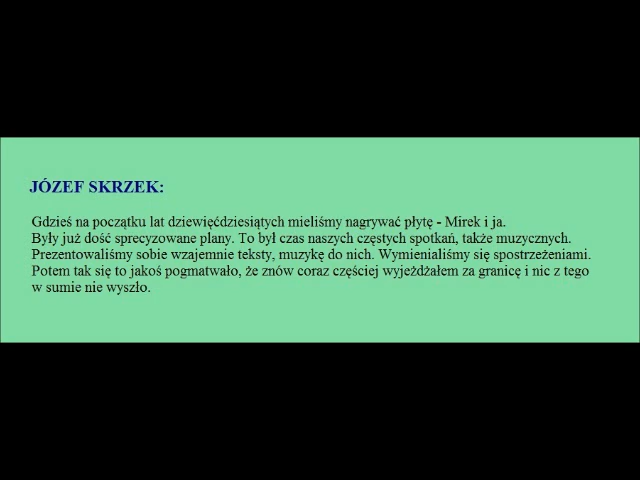 JÓZEF SKRZEK:
Gdzieś na początku lat dziewięćdziesiątych mieliśmy nagrywać płytę - Mirek i ja.
Były już dość sprecyzowane plany. To był czas naszych częstych spotkań, także muzycznych.
Prezentowaliśmy sobie wzajemnie teksty, muzykę do nich. Wymienialiśmy się spostrzeżeniami.
Potem tak się to jakoś pogmatwało, że znów coraz częściej wyjeżdżałem za granicę i nic z tego
w sumie nie wyszło.